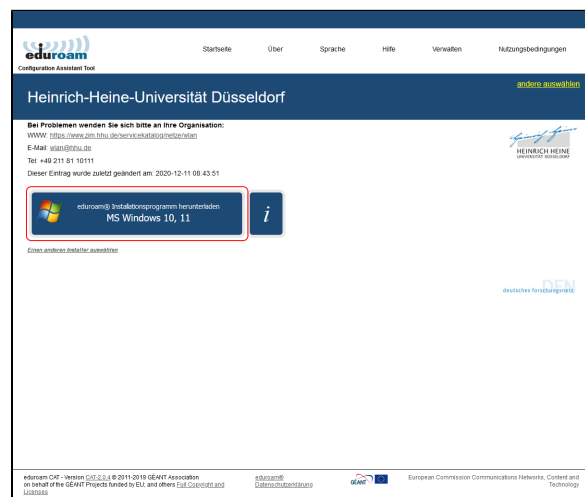 eduroam
Configuration Assistant Tool
Startseite Über Sprache Hilfe Verwalten Nutzungsbedingungen
andere auswählen
Heinrich-Heine-Universität Düsseldorf
Bei Problemen wenden Sie sich bitte an Ihre Organisation:
WWW: https://www.zim.hhu.de/servicekatalog/netze/wlan
E-Mail: wlan@hhu.de
Tel: +49 211 81 10111
Dieser Eintrag wurde zuletzt geändert am: 2020-12-11 08:43:51
HEINRICH HEINE
UNIVERSITÄT DÜSSELDORF
eduroam® Installationsprogramm herunterladen
MS Windows 10, 11
i
Einen anderen Installer auswählen
DFN
deutsches forschungsnetz
eduroam CAT - Version CAT-2.0.4 © 2011-2019 GÉANT Association
on behalf of the GÉANT Projects funded by EU; and others Full Copyright and
Licenses
eduroam®
Datenschutzerklärung
GÉANT
European Commission Communications Networks, Content and
Technology